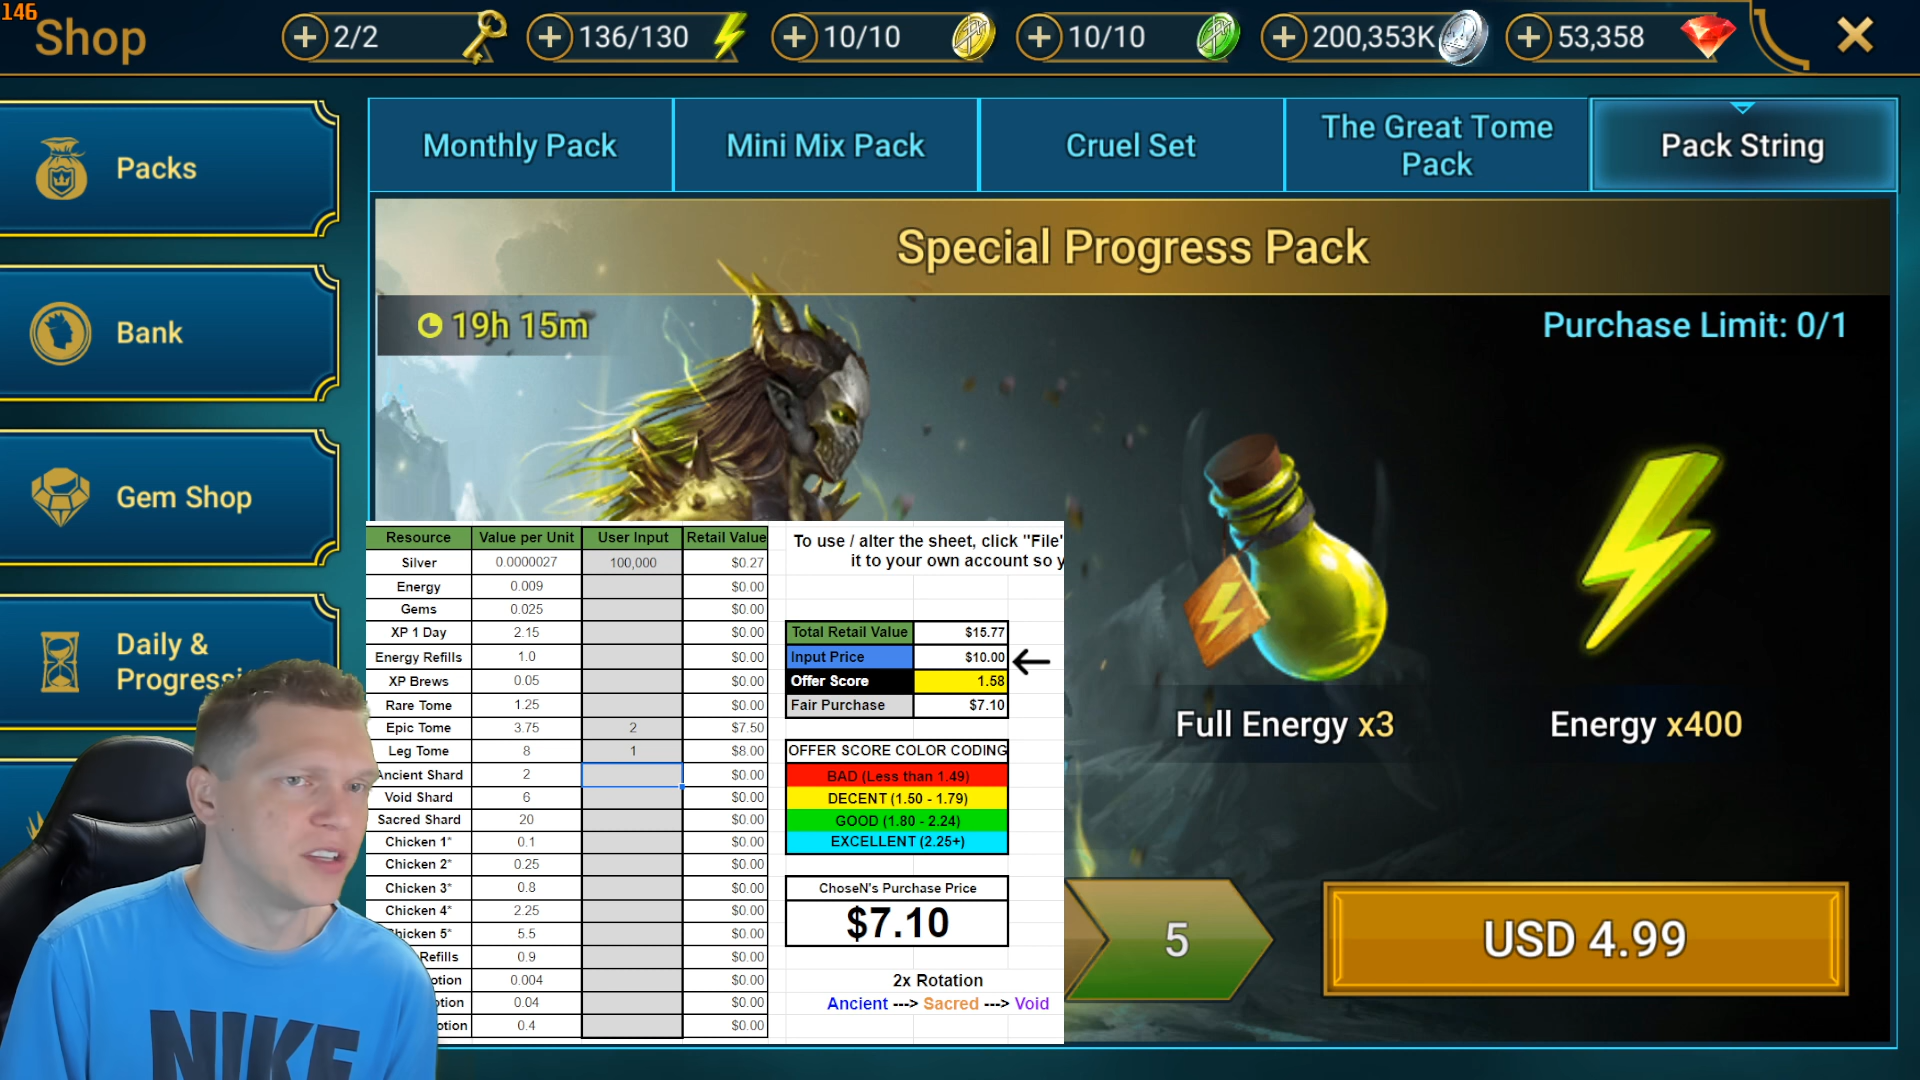 146
Shop
2/2
136/130
10/10
10/10
200,353K
53,358
Packs
Bank
Gem Shop
Daily &
Monthly Pack
Mini Mix Pack
Cruel Set
The Great Tome
Pack
Pack String
Special Progress Pack
19h 15m
Purchase Limit: 0/1
Full Energy x3
Energy x400
5
USD 4.99
Resource Value per Unit User Input Retail Value
Silver 0.0000027 100,000 $0.27
Energy 0.009 $0.00
Gems 0.025 $0.00
XP 1 Day 2.15 $0.00
Energy Refills 1.0 $0.00
XP Brews 0.05 $0.00
Rare Tome 1.25 $0.00
Epic Tome 3.75 2 $7.50
Leg Tome 8 1 $8.00
Ancient Shard 2 $0.00
Void Shard 6 $0.00
Sacred Shard 20 $0.00
Chicken 1* 0.1 $0.00
Chicken 2* 0.25 $0.00
Chicken 3* 0.8 $0.00
Chicken 4* 2.25 $0.00
5* 5.5 $0.00
Refills 0.9 $0.00
0.004 $0.00
0.04 $0.00
0.4 $0.00
To use / alter the sheet, click "File"
it to your own account so
Total Retail Value $15.77
Input Price $10.00
Offer Score 1.58
Fair Purchase $7.10
OFFER SCORE COLOR CODING
BAD (Less than 1.49)
DECENT (1.50 - 1.79)
GOOD (1.80 - 2.24)
EXCELLENT (2.25+)
ChoseN's Purchase Price
$7.10
2x Rotation
Ancient ---> Sacred ---> Void
NIKE